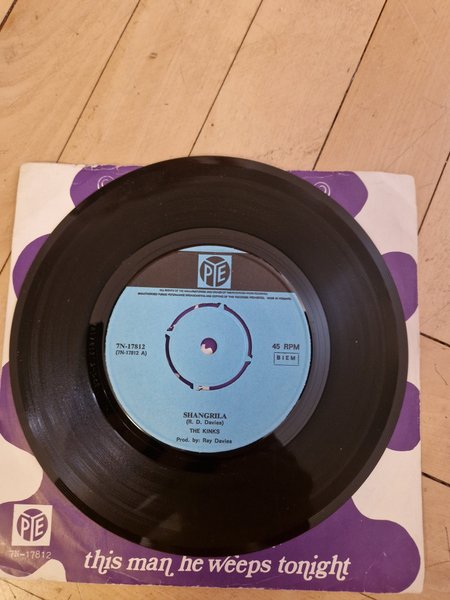 PYE
7N-17812
(7N-17812 A)
45 RPM
BIEM
SHANGRILA
(R. D. Davies)
THE KINKS
Prod. by: Ray Davies
PYE
7N-17812
this man he weeps tonight